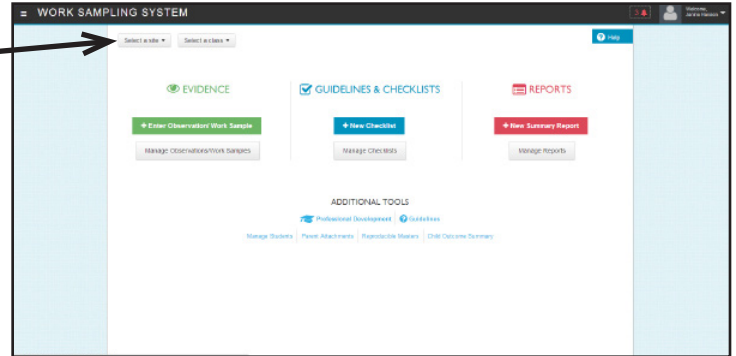 WORK SAMPLING SYSTEM
Welcome,
Select a site
Select a class
Help
EVIDENCE
GUIDELINES & CHECKLISTS
REPORTS
+ Enter Observation/ Work Sample
+ New Checklist
+ New Summary Report
Manage Observations/Work Samples
Manage Checklists
Manage Reports
ADDITIONAL TOOLS
Professional Development
Guidelines
Manage Students
Parent Attachments
Reproducible Masters
Child Outcome Summary